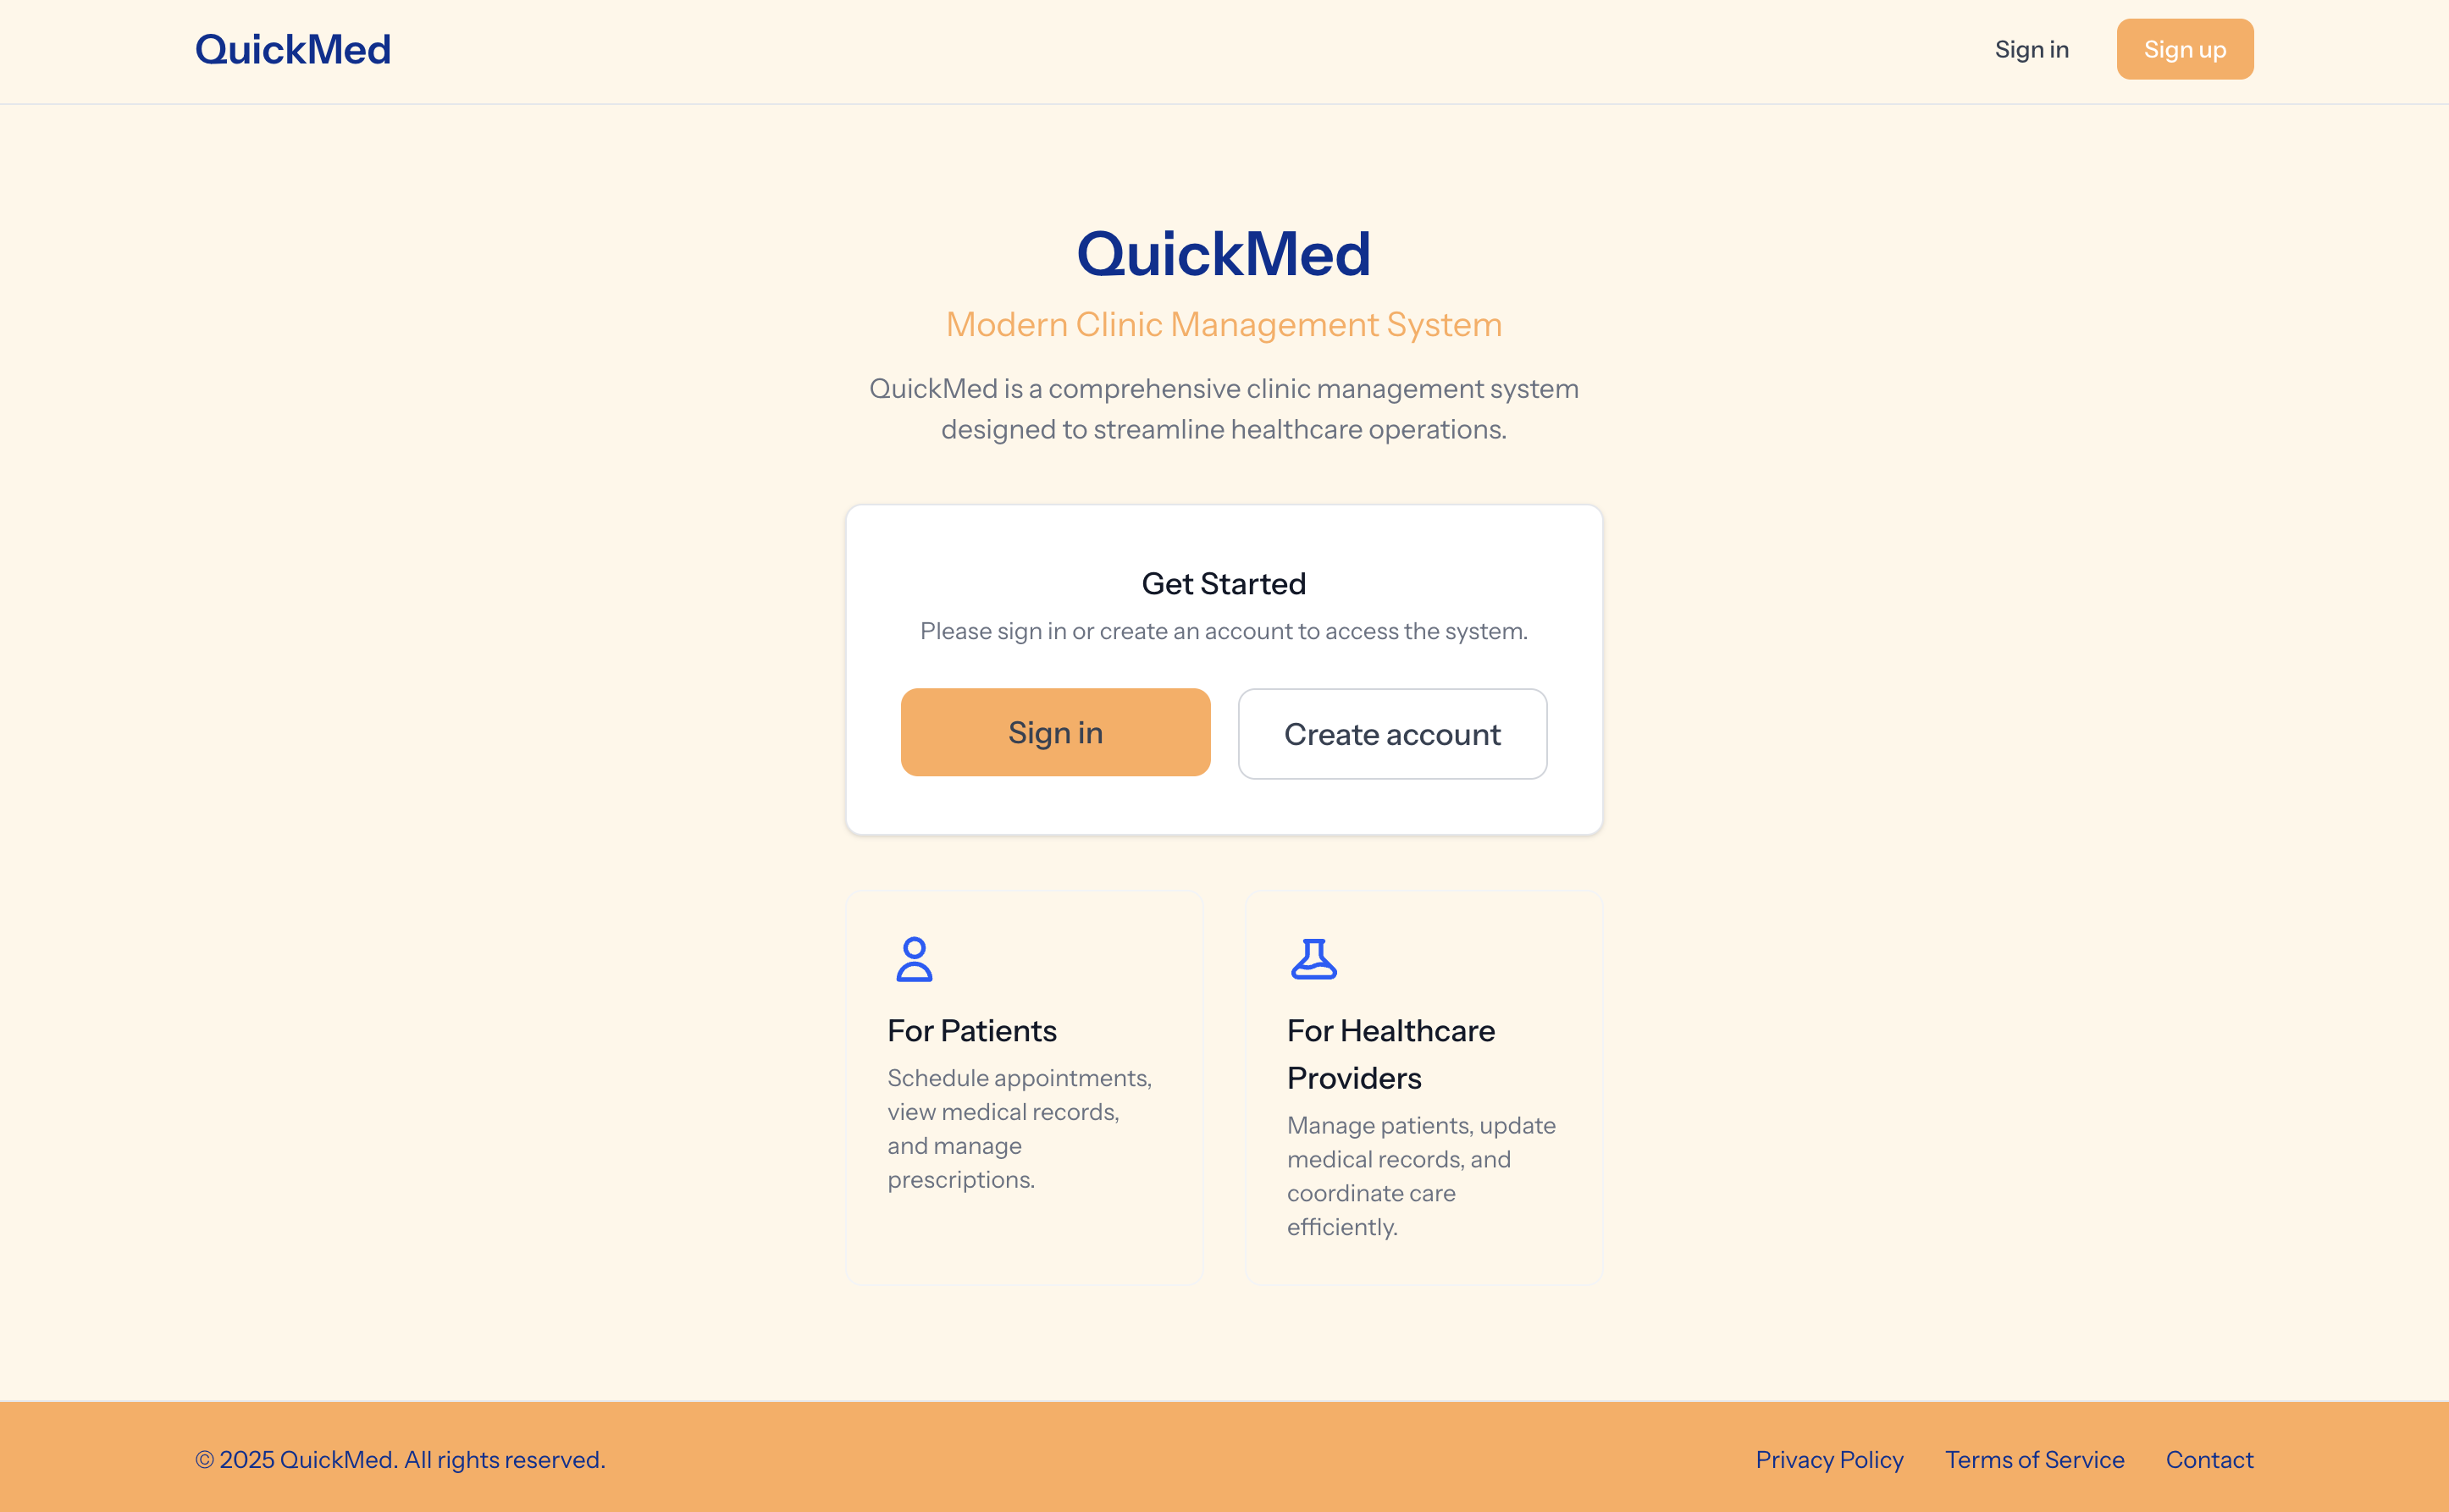 QuickMed
Sign in
Sign up
QuickMed
Modern Clinic Management System
QuickMed is a comprehensive clinic management system
designed to streamline healthcare operations.
Get Started
Please sign in or create an account to access the system.
Sign in
Create account
For Patients
Schedule appointments,
view medical records,
and manage
prescriptions.
For Healthcare
Providers
Manage patients, update
medical records, and
coordinate care
efficiently.
© 2025 QuickMed. All rights reserved.
Privacy Policy
Terms of Service
Contact